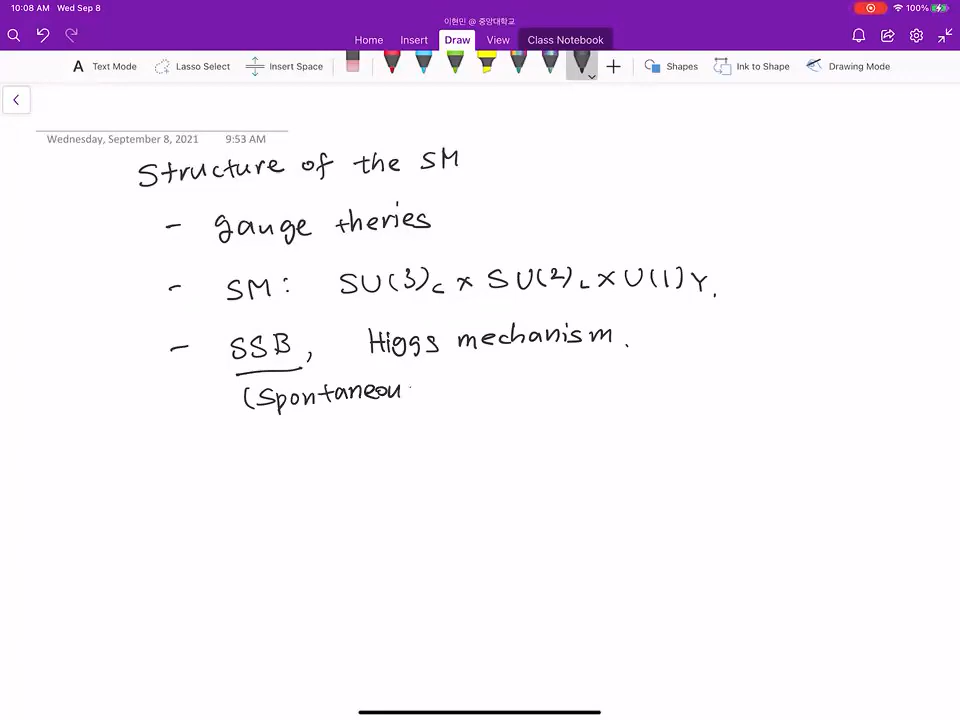 10:08 AM Wed Sep 8
100%
이현민 @ 중앙대학교
Home Insert Draw View Class Notebook
A Text Mode Lasso Select Insert Space Shapes Ink to Shape Drawing Mode
Wednesday, September 8, 2021 9:53 AM
Structure of the SM
- gauge theries
- SM: SU(3)c × SU(2)L × U(1)Y.
- SSB, Higgs mechanism.
(Spontaneou